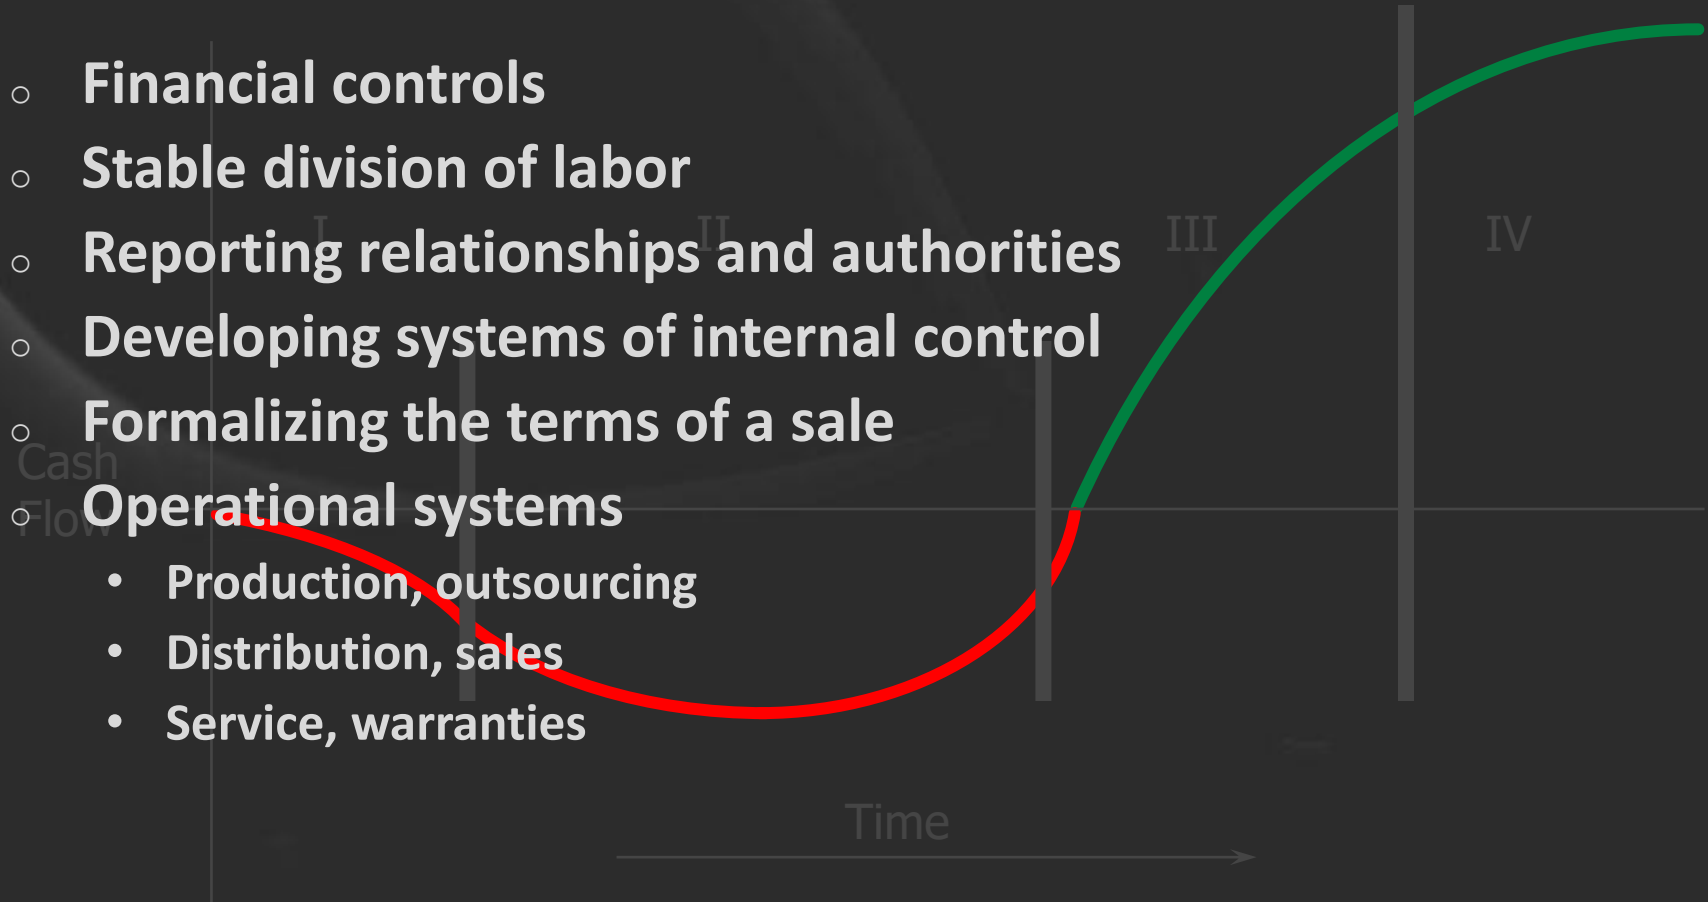 Financial controls
Stable division of labor
I II III IV
Reporting relationships and authorities
Developing systems of internal control
Formalizing the terms of a sale
Cash
Flow
Operational systems
Production, outsourcing
Distribution, sales
Service, warranties
Time